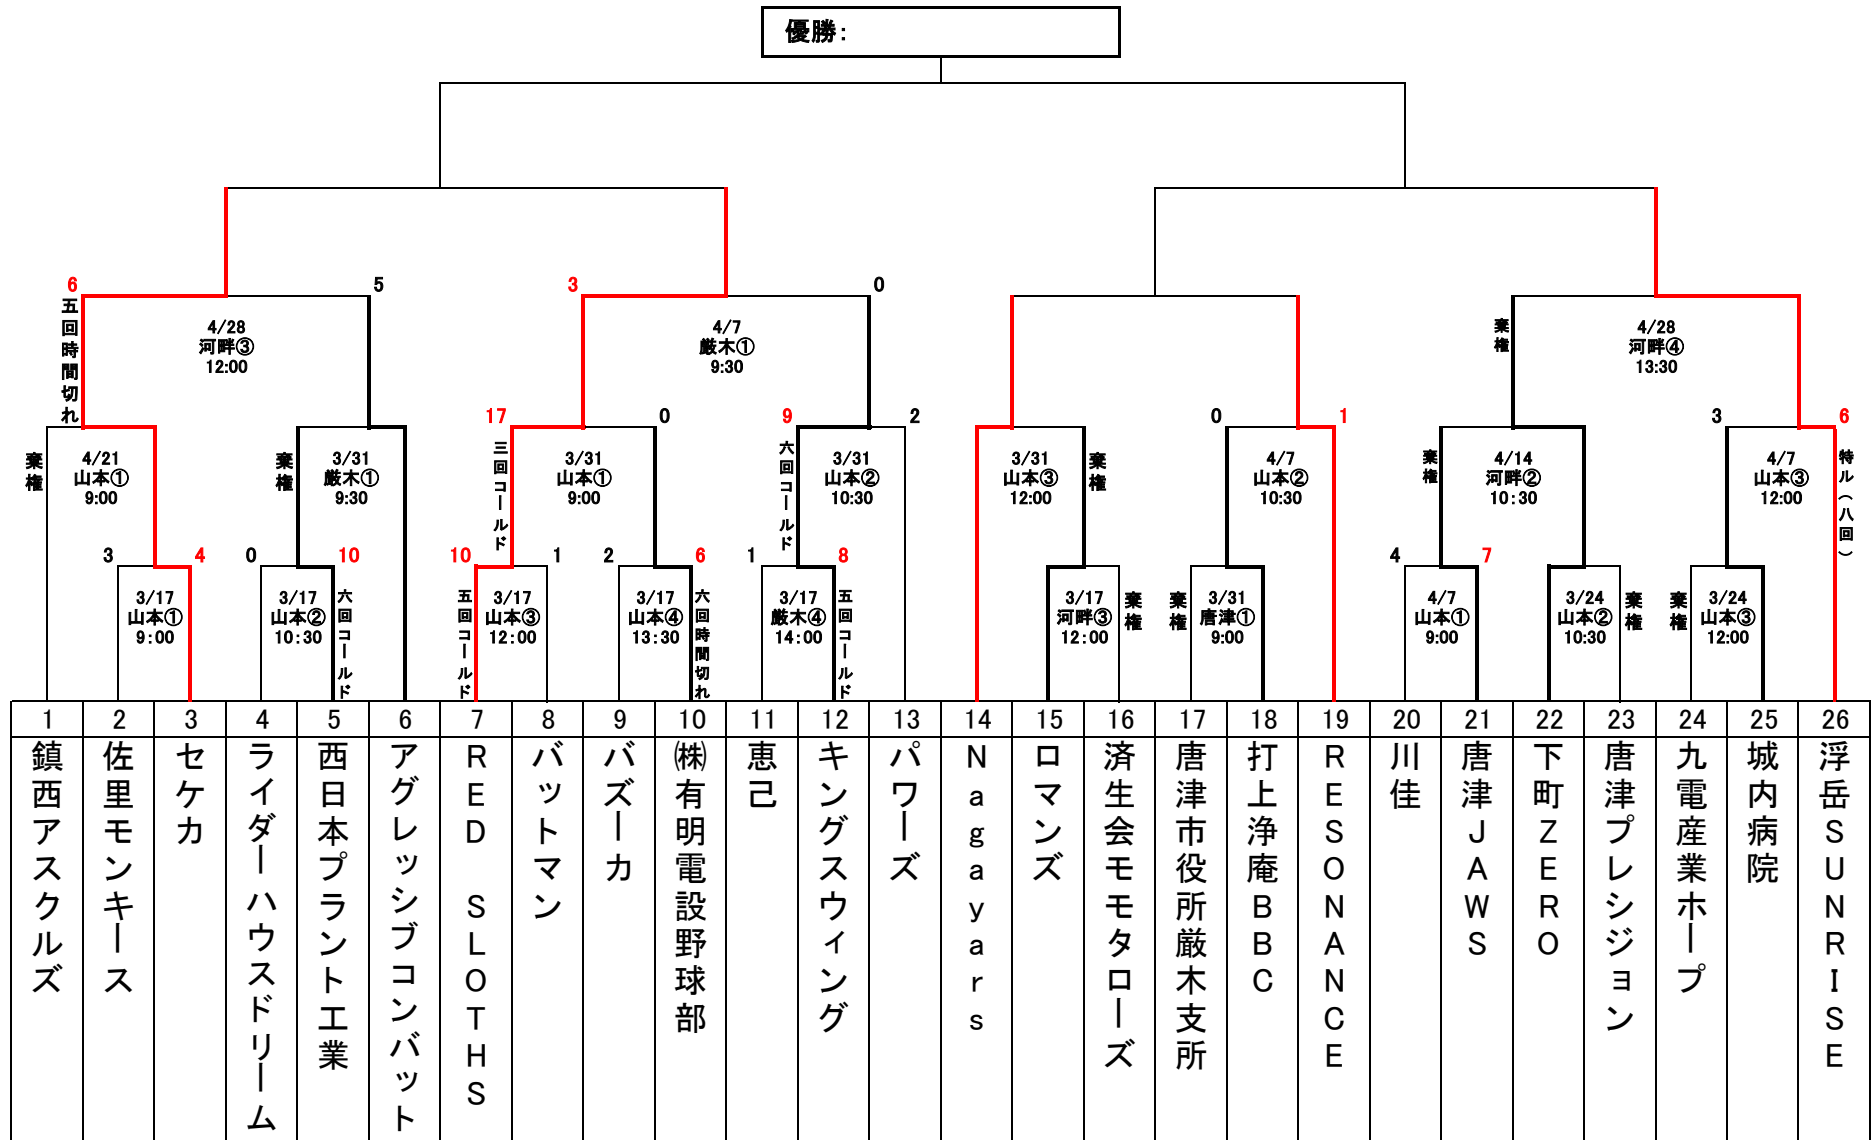 優勝：
6
5
3
0
五回時間切れ
4/28
河畔③
12:00
4/7
厳木①
9:30
棄権
4/28
河畔④
13:30
17
0
9
2
0
1
3
6
棄権
4/21
山本①
9:00
棄権
3/31
厳木①
9:30
三回コールド
3/31
山本①
9:00
六回コールド
3/31
山本②
10:30
3/31
山本③
12:00
棄権
4/7
山本②
10:30
棄権
4/14
河畔②
10：30
4/7
山本③
12:00
特ル（八回）
3
4
0
10
10
1
2
6
1
8
4
7
3/17
山本①
9：00
3/17
山本②
10：30
六回コールド
五回コールド
3/17
山本③
12：00
3/17
山本④
13：30
六回時間切れ
3/17
厳木④
14：00
五回コールド
3/17
河畔③
12：00
棄権
棄権
3/31
唐津①
9:00
4/7
山本①
9:00
3/24
山本②
10:30
棄権
棄権
3/24
山本③
12:00
1
2
3
4
5
6
7
8
9
10
11
12
13
14
15
16
17
18
19
20
21
22
23
24
25
26
鎮西アスクルズ
佐里モンキース
セケカ
ライダーハウスドリーム
西日本プラント工業
アグレッシブコンバット
RED SLOTHS
バットマン
バズーカ
㈱有明電設野球部
恵己
キングスウィング
パワーズ
Nagayars
ロマンズ
済生会モモタローズ
唐津市役所厳木支所
打上浄庵BBC
RESONANCE
川佳
唐津JAWS
下町ZERO
唐津プレシジョン
九電産業ホープ
城内病院
浮岳SUNRISE